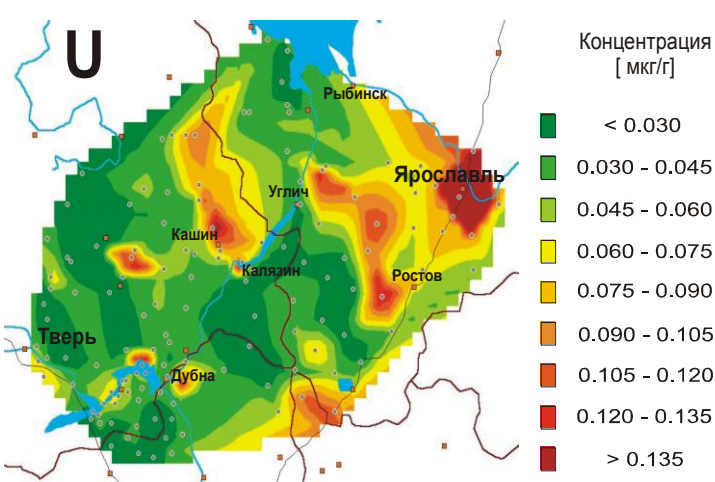 U
Рыбинск
Ярославль
Углич
Кашин
Калязин
Ростов
Тверь
Дубна
Концентрация
[ мкг/г]
< 0.030
0.030 - 0.045
0.045 - 0.060
0.060 - 0.075
0.075 - 0.090
0.090 - 0.105
0.105 - 0.120
0.120 - 0.135
> 0.135